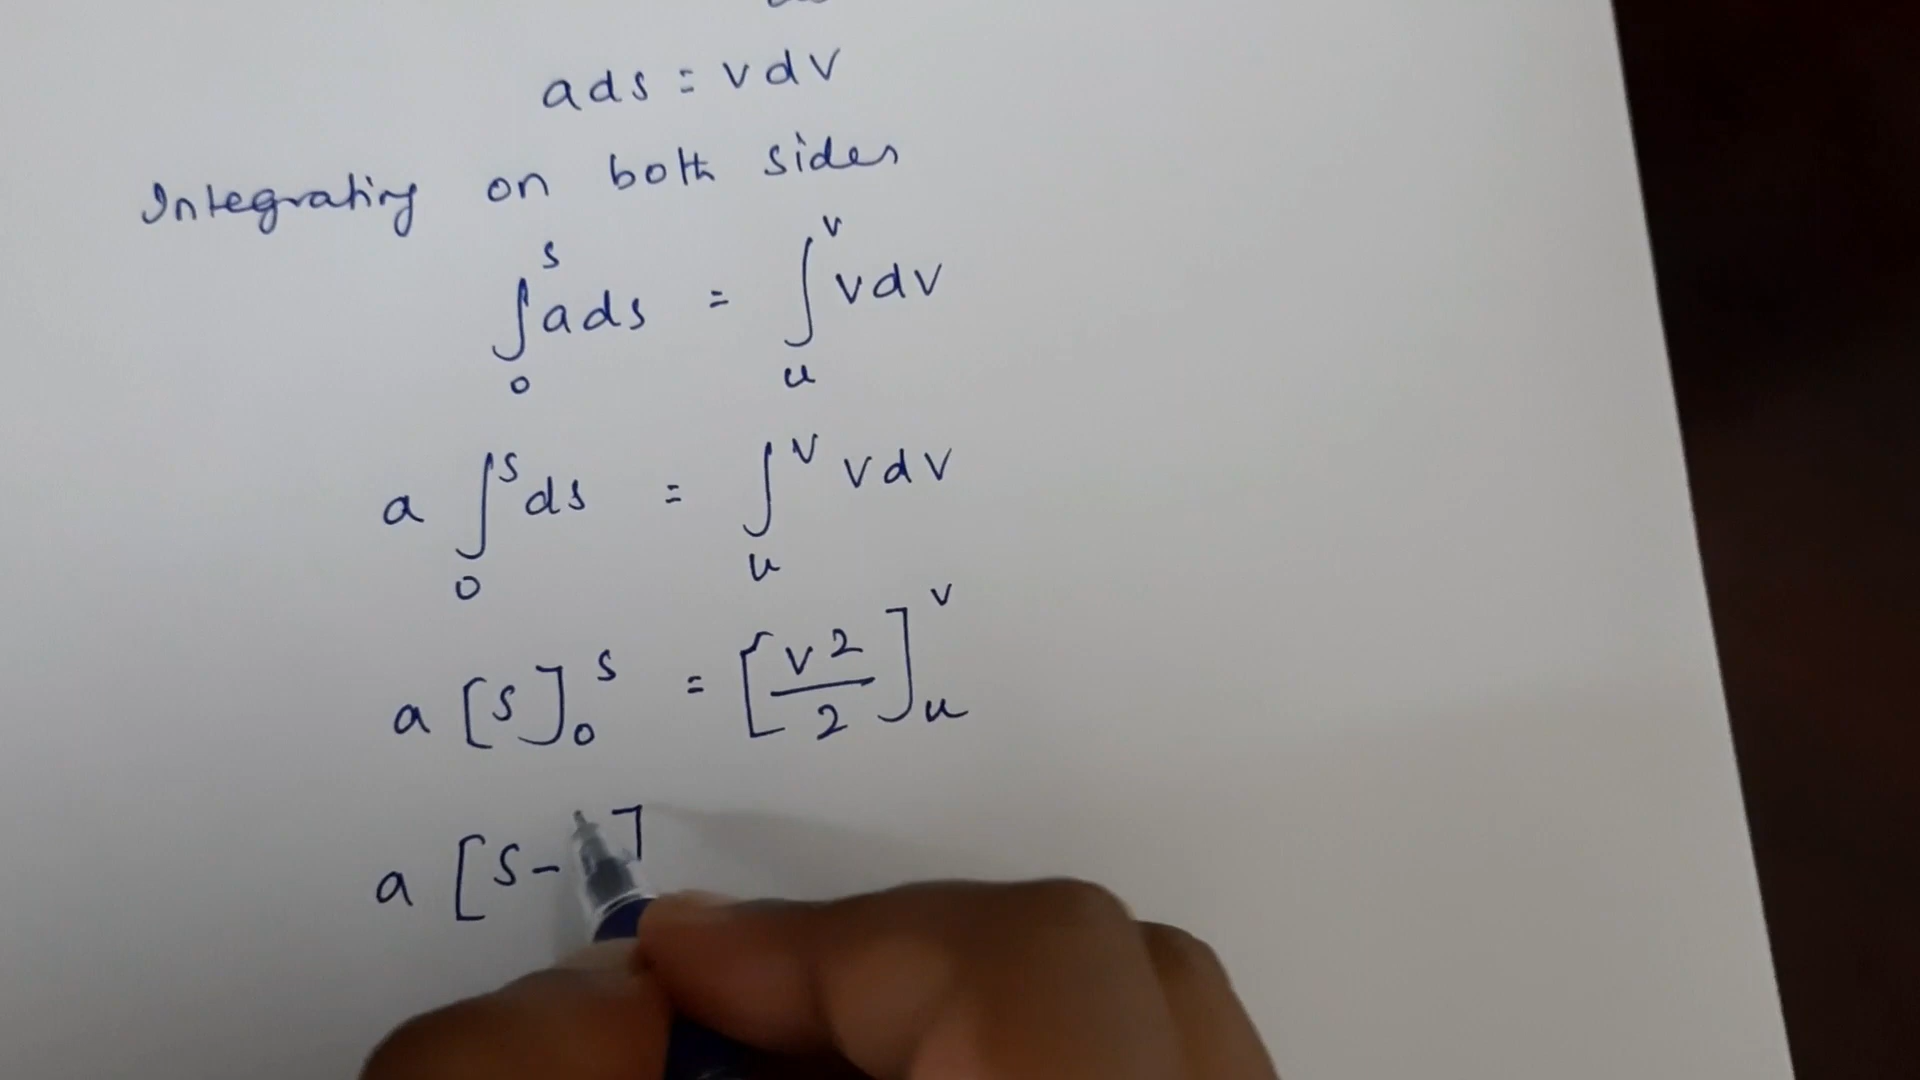 ads = vdv
Integrating on both sides
∫₀ˢ ads = ∫ᵤᵛ vdv
a ∫₀ˢ ds = ∫ᵤᵛ vdv
a [s]₀ˢ = [v²/2]ᵤᵛ
a [s- ]